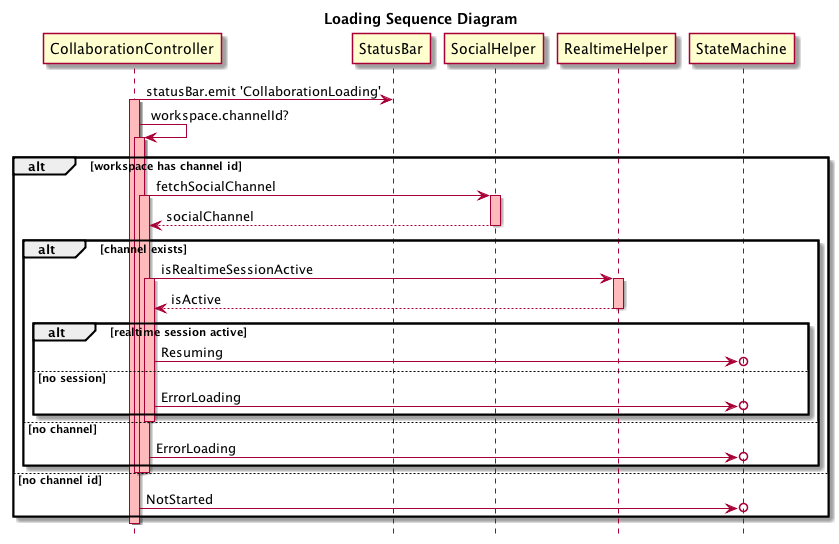 Loading Sequence Diagram
CollaborationController
StatusBar
SocialHelper
RealtimeHelper
StateMachine
statusBar.emit 'CollaborationLoading'
workspace.channelId?
alt [workspace has channel id]
fetchSocialChannel
socialChannel
alt [channel exists]
isRealtimeSessionActive
isActive
alt [realtime session active]
Resuming
[no session]
ErrorLoading
[no channel]
ErrorLoading
[no channel id]
NotStarted